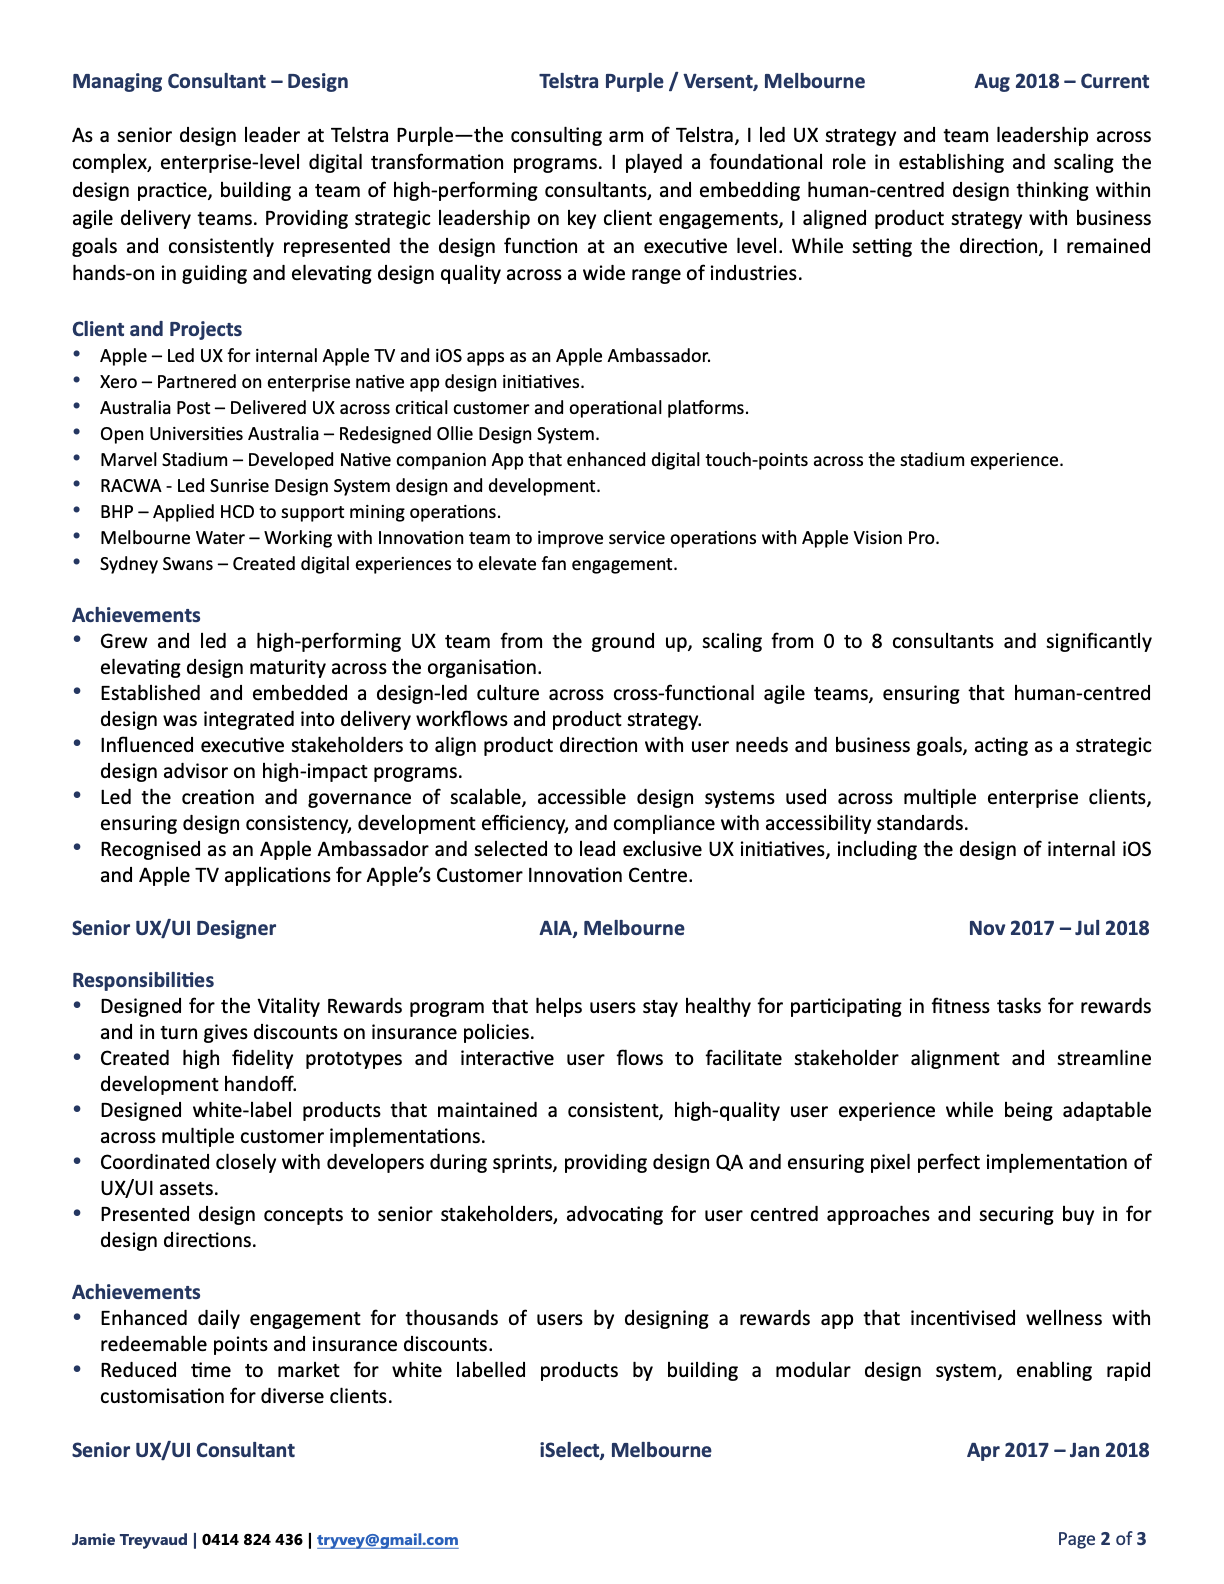 Managing Consultant – Design Telstra Purple / Versent, Melbourne Aug 2018 – Current
As a senior design leader at Telstra Purple—the consulting arm of Telstra, I led UX strategy and team leadership across
complex, enterprise-level digital transformation programs. I played a foundational role in establishing and scaling the
design practice, building a team of high-performing consultants, and embedding human-centred design thinking within
agile delivery teams. Providing strategic leadership on key client engagements, I aligned product strategy with business
goals and consistently represented the design function at an executive level. While setting the direction, I remained
hands-on in guiding and elevating design quality across a wide range of industries.
Client and Projects
• Apple – Led UX for internal Apple TV and iOS apps as an Apple Ambassador.
• Xero – Partnered on enterprise native app design initiatives.
• Australia Post – Delivered UX across critical customer and operational platforms.
• Open Universities Australia – Redesigned Ollie Design System.
• Marvel Stadium – Developed Native companion App that enhanced digital touch-points across the stadium experience.
• RACWA - Led Sunrise Design System design and development.
• BHP – Applied HCD to support mining operations.
• Melbourne Water – Working with Innovation team to improve service operations with Apple Vision Pro.
• Sydney Swans – Created digital experiences to elevate fan engagement.
Achievements
• Grew and led a high-performing UX team from the ground up, scaling from 0 to 8 consultants and significantly
elevating design maturity across the organisation.
• Established and embedded a design-led culture across cross-functional agile teams, ensuring that human-centred
design was integrated into delivery workflows and product strategy.
• Influenced executive stakeholders to align product direction with user needs and business goals, acting as a strategic
design advisor on high-impact programs.
• Led the creation and governance of scalable, accessible design systems used across multiple enterprise clients,
ensuring design consistency, development efficiency, and compliance with accessibility standards.
• Recognised as an Apple Ambassador and selected to lead exclusive UX initiatives, including the design of internal iOS
and Apple TV applications for Apple’s Customer Innovation Centre.
Senior UX/UI Designer AIA, Melbourne Nov 2017 – Jul 2018
Responsibilities
• Designed for the Vitality Rewards program that helps users stay healthy for participating in fitness tasks for rewards
and in turn gives discounts on insurance policies.
• Created high fidelity prototypes and interactive user flows to facilitate stakeholder alignment and streamline
development handoff.
• Designed white-label products that maintained a consistent, high-quality user experience while being adaptable
across multiple customer implementations.
• Coordinated closely with developers during sprints, providing design QA and ensuring pixel perfect implementation of
UX/UI assets.
• Presented design concepts to senior stakeholders, advocating for user centred approaches and securing buy in for
design directions.
Achievements
• Enhanced daily engagement for thousands of users by designing a rewards app that incentivised wellness with
redeemable points and insurance discounts.
• Reduced time to market for white labelled products by building a modular design system, enabling rapid
customisation for diverse clients.
Senior UX/UI Consultant iSelect, Melbourne Apr 2017 – Jan 2018
Jamie Treyvaud | 0414 824 436 | tryvey@gmail.com Page 2 of 3